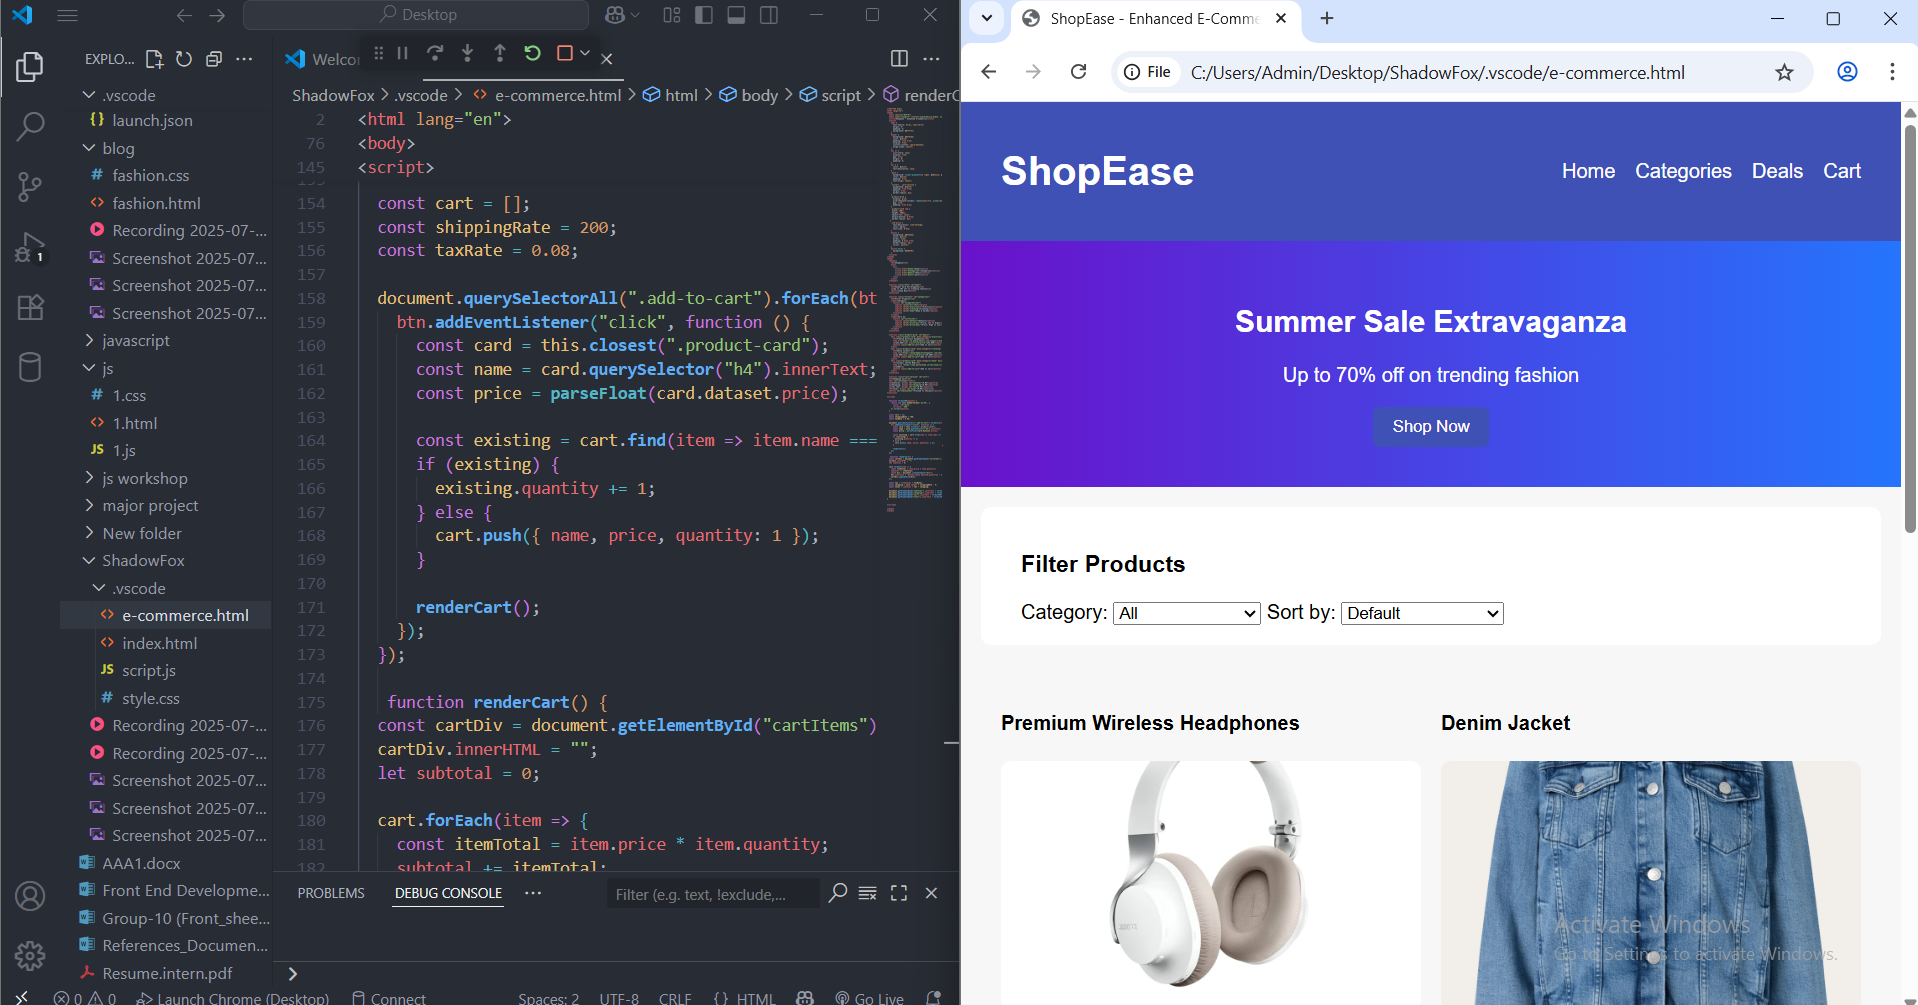 Desktop
EXPLO...
.vscode
launch.json
blog
fashion.css
fashion.html
Recording 2025-07-...
Screenshot 2025-07...
Screenshot 2025-07...
Screenshot 2025-07...
javascript
js
1.css
1.html
JS 1.js
js workshop
major project
New folder
ShadowFox
.vscode
e-commerce.html
index.html
JS script.js
style.css
Recording 2025-07-...
Recording 2025-07-...
Screenshot 2025-07...
Screenshot 2025-07...
Screenshot 2025-07...
AAA1.docx
Front End Developme...
Group-10 (Front_shee...
References_Documen...
Resume.intern.pdf
1
Welco
ShadowFox > .vscode > e-commerce.html > html > body > script > renderC
2 <html lang="en">
76 <body>
145 <script>
154 const cart = [];
155 const shippingRate = 200;
156 const taxRate = 0.08;
157
158 document.querySelectorAll(".add-to-cart").forEach(bt
159 btn.addEventListener("click", function () {
160 const card = this.closest(".product-card");
161 const name = card.querySelector("h4").innerText;
162 const price = parseFloat(card.dataset.price);
163
164 const existing = cart.find(item => item.name ===
165 if (existing) {
166 existing.quantity += 1;
167 } else {
168 cart.push({ name, price, quantity: 1 });
169 }
170
171 renderCart();
172 });
173 });
174
175 function renderCart() {
176 const cartDiv = document.getElementById("cartItems")
177 cartDiv.innerHTML = "";
178 let subtotal = 0;
179
180 cart.forEach(item => {
181 const itemTotal = item.price * item.quantity;
182 subtotal += itemTotal;
PROBLEMS DEBUG CONSOLE ... Filter (e.g. text, !exclude,...
0 0 Launch Chrome (Desktop) Connect Spaces: 2 UTF-8 CRLF {} HTML Go Live
ShopEase - Enhanced E-Comme
File C:/Users/Admin/Desktop/ShadowFox/.vscode/e-commerce.html
ShopEase
Home Categories Deals Cart
Summer Sale Extravaganza
Up to 70% off on trending fashion
Shop Now
Filter Products
Category: All Sort by: Default
Premium Wireless Headphones Denim Jacket
Activate Windows
Go to Settings to activate Windows.